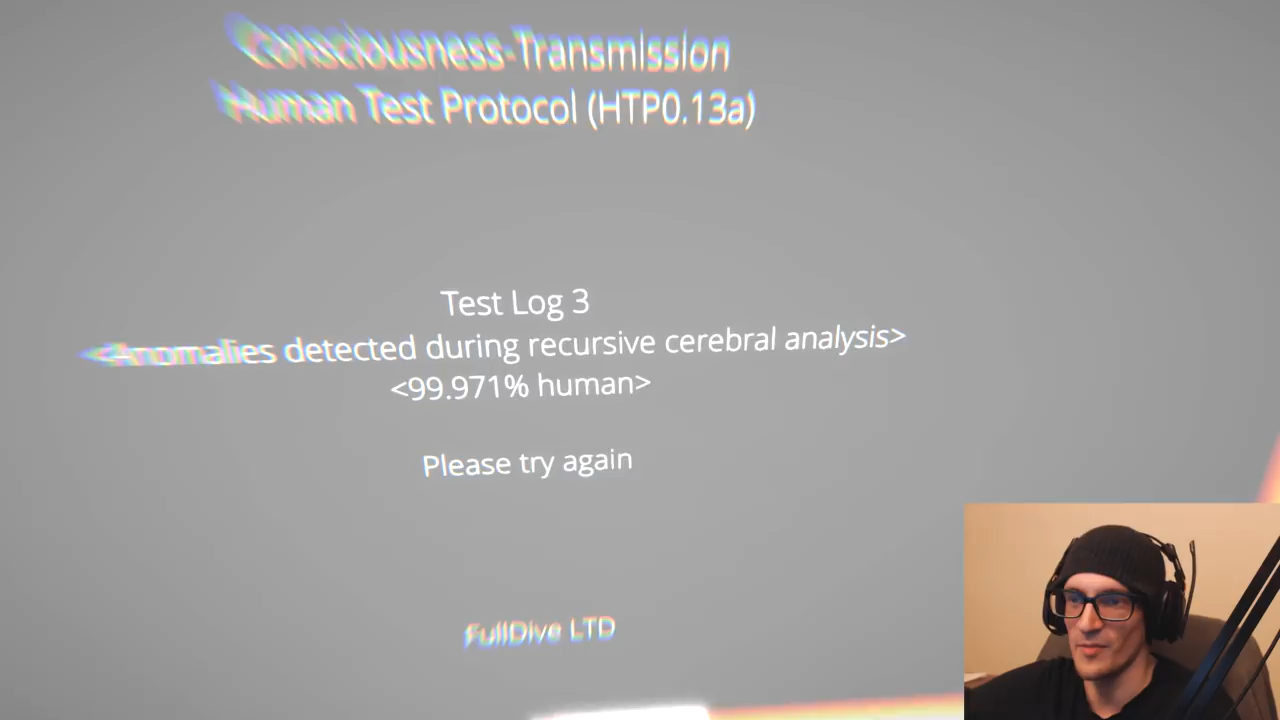 Consciousness-Transmission
Human Test Protocol (HTP0.13a)
Test Log 3
<Anomalies detected during recursive cerebral analysis>
<99.971% human>
Please try again
FullDive LTD